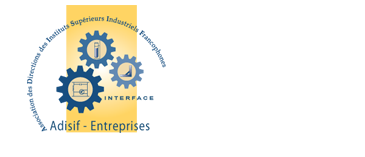 Association des Directions des Instituts Supérieurs Industriels Francophones
INTERFACE
Adisif - Entreprises